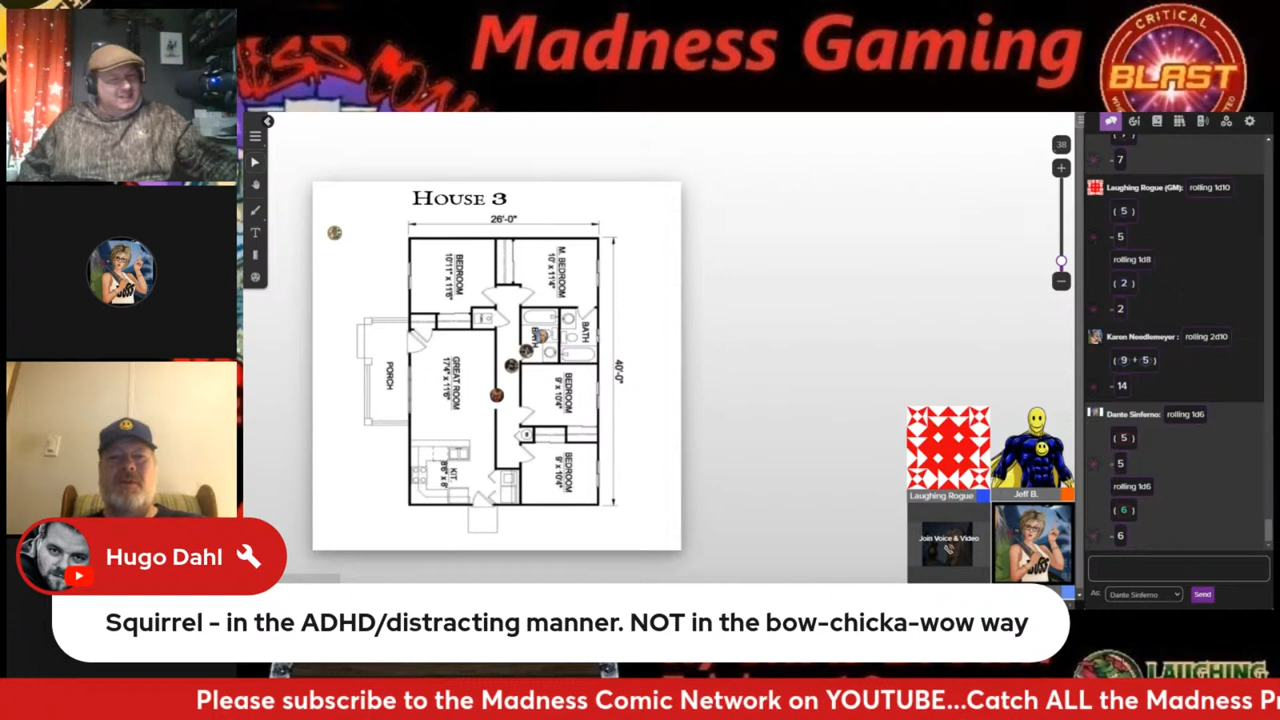 Madness Gaming
CRITICAL
BLAST
38
HOUSE 3
26'-0"
BEDROOM
10'11" x 11'6"
M. BEDROOM
10' x 11'4"
BATH
BATH
40'-0"
PORCH
GREAT ROOM
17'4" x 11'6"
BEDROOM
9' x 10'4"
KIT.
8'6" x 8'
BEDROOM
9' x 10'4"
Laughing Rogue
Jeff B.
Join Voice & Video
- 7
Laughing Rogue (GM): rolling 1d10
( 5 )
- 5
rolling 1d8
( 2 )
- 2
Karen Needlemeyer : rolling 2d10
( 9 + 5 )
- 14
Dante Sinferno: rolling 1d6
( 5 )
- 5
rolling 1d6
( 6 )
- 6
As: Dante Sinferno Send
Hugo Dahl
Squirrel - in the ADHD/distracting manner. NOT in the bow-chicka-wow way
LAUGHING
Please subscribe to the Madness Comic Network on YOUTUBE...Catch ALL the Madness P